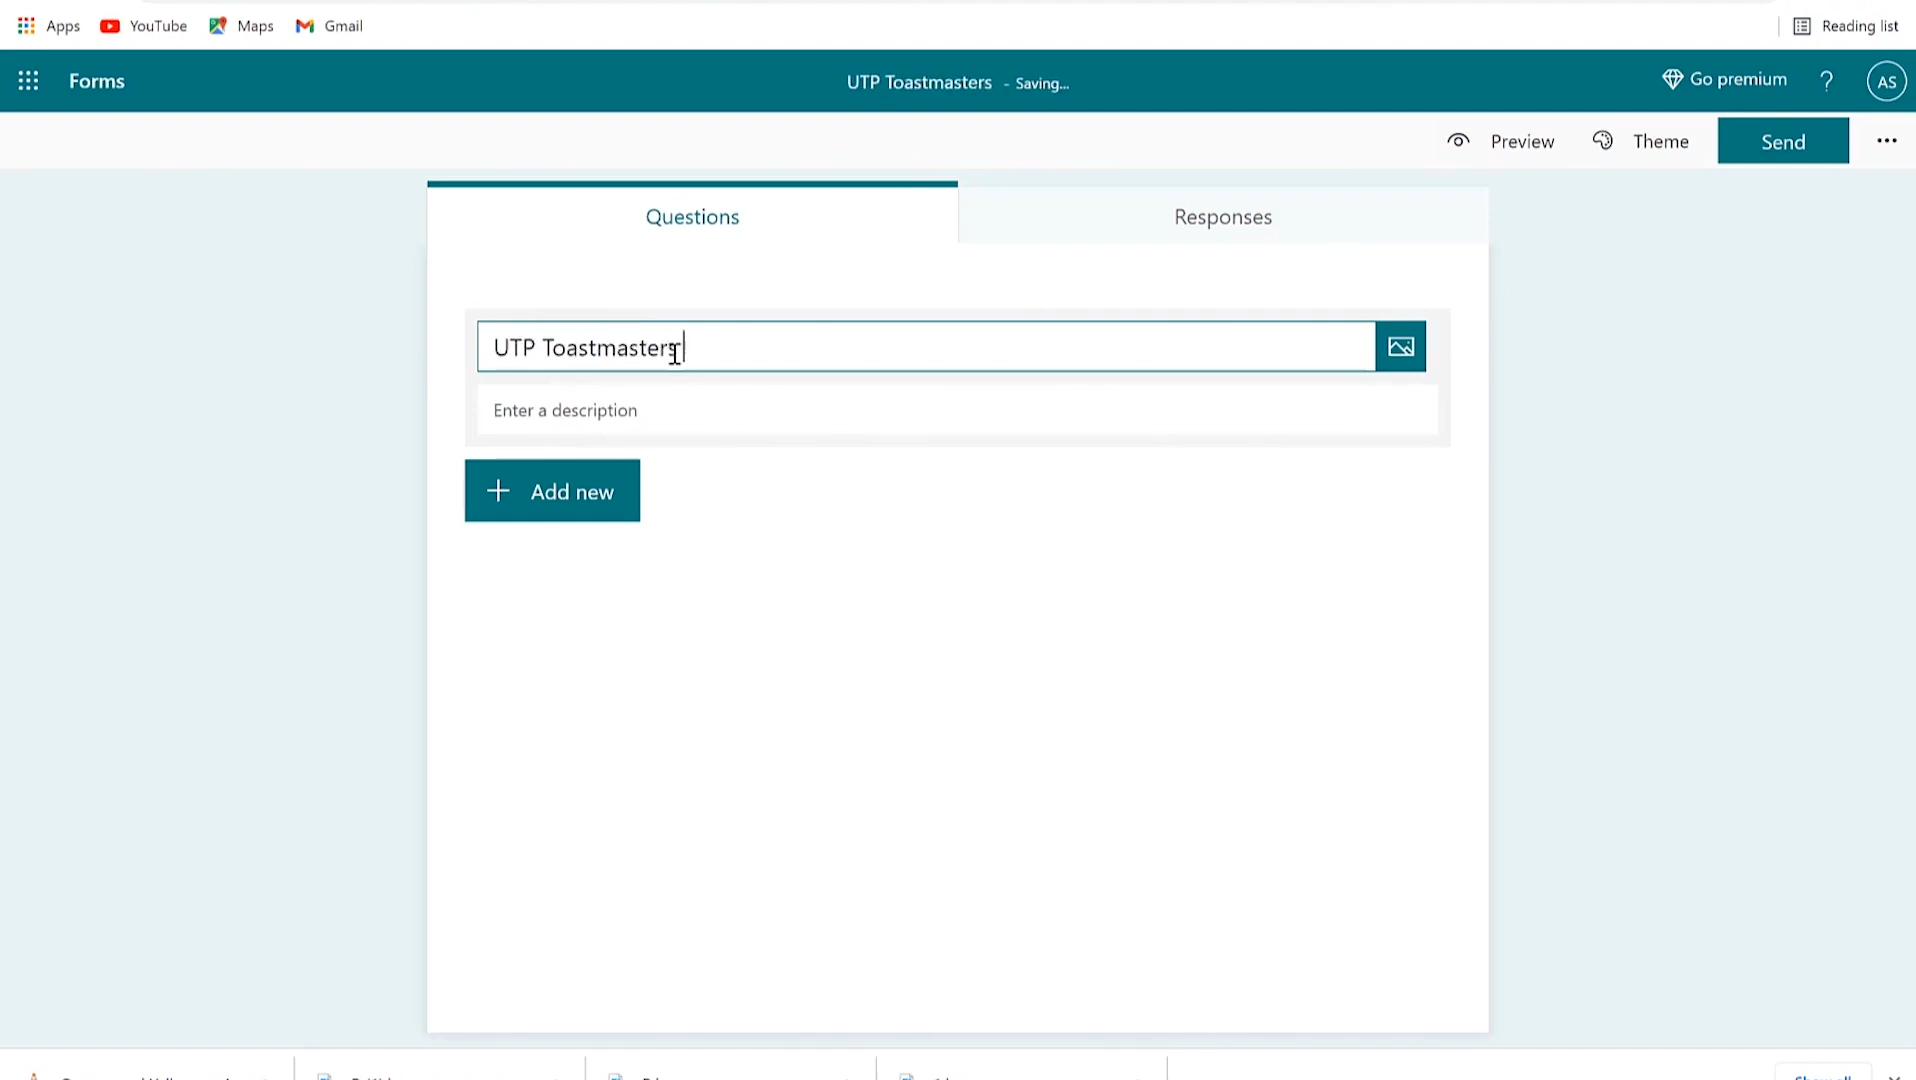 Apps YouTube Maps Gmail Reading list
Forms UTP Toastmasters - Saving... Go premium ? AS
Preview Theme Send ...
Questions Responses
UTP Toastmasters
Enter a description
+ Add new